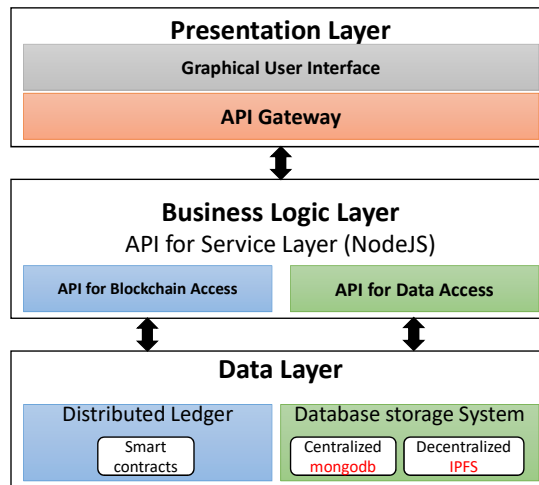 Presentation Layer
Graphical User Interface
API Gateway
Business Logic Layer
API for Service Layer (NodeJS)
API for Blockchain Access
API for Data Access
Data Layer
Distributed Ledger
Smart
contracts
Database storage System
Centralized
mongodb
Decentralized
IPFS